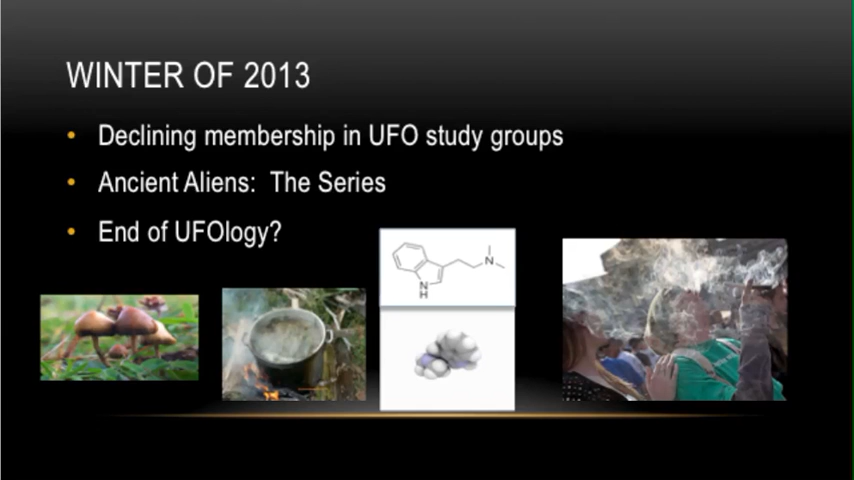 WINTER OF 2013
• Declining membership in UFO study groups
• Ancient Aliens:  The Series
• End of UFOlogy?
N
N
H